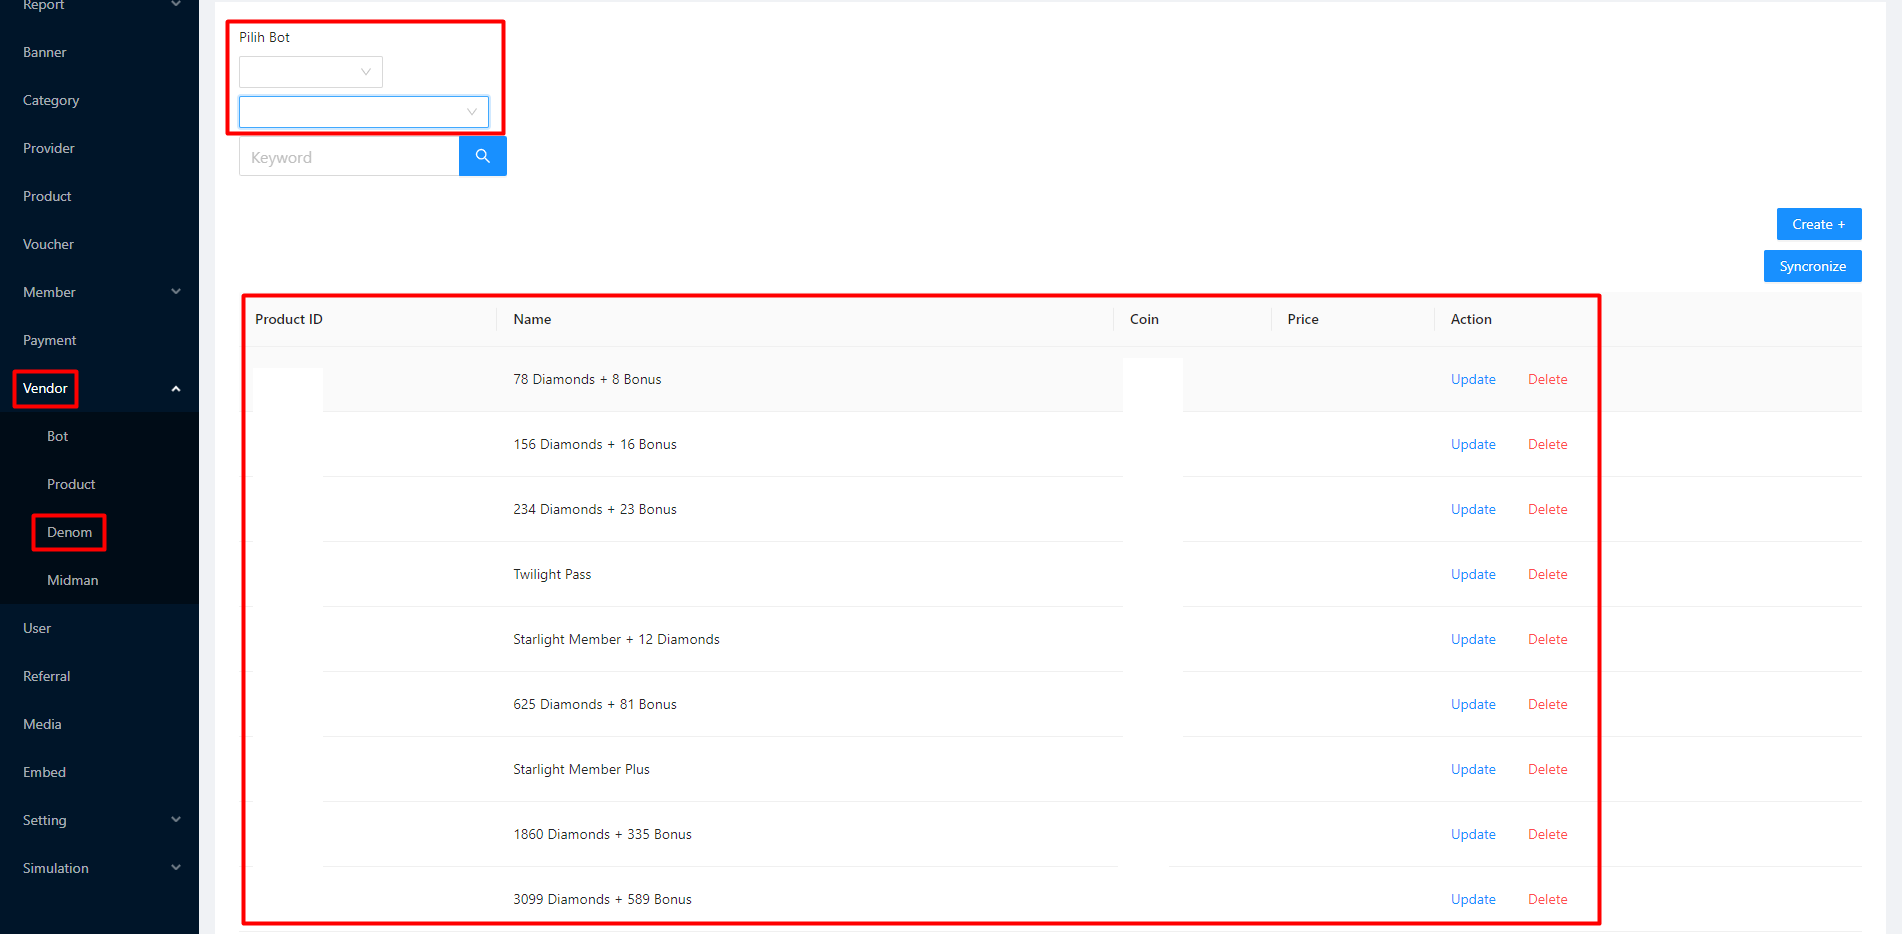 Report
Banner
Category
Provider
Product
Voucher
Member
Payment
Vendor
Bot
Product
Denom
Midman
User
Referral
Media
Embed
Setting
Simulation
Pilih Bot
Keyword
Create +
Syncronize
Product ID Name Coin Price Action
78 Diamonds + 8 Bonus Update Delete
156 Diamonds + 16 Bonus Update Delete
234 Diamonds + 23 Bonus Update Delete
Twilight Pass Update Delete
Starlight Member + 12 Diamonds Update Delete
625 Diamonds + 81 Bonus Update Delete
Starlight Member Plus Update Delete
1860 Diamonds + 335 Bonus Update Delete
3099 Diamonds + 589 Bonus Update Delete